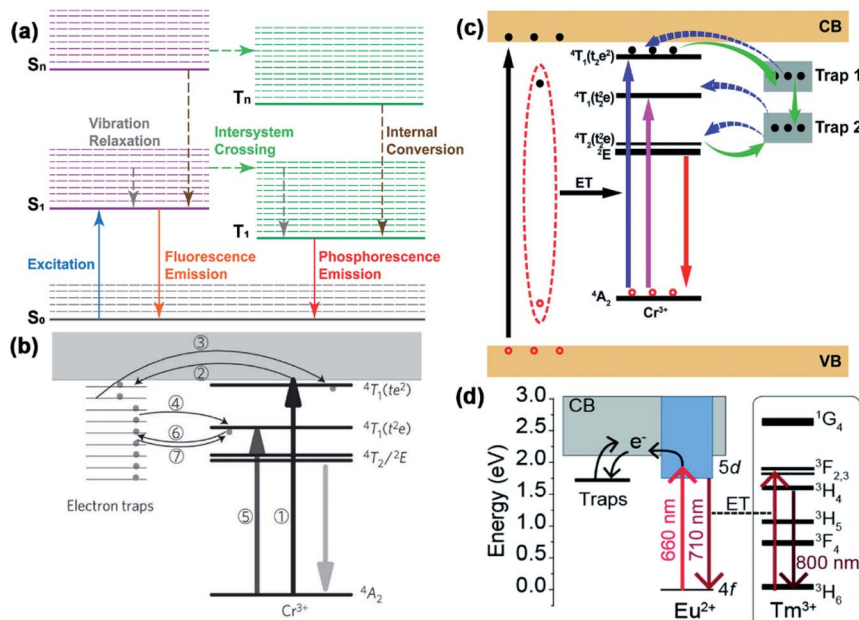 (a)
Sn
Tn
Vibration
Relaxation
Intersystem
Crossing
Internal
Conversion
S₁
T₁
Excitation
Fluorescence
Emission
Phosphorescence
Emission
S₀
(b)
③
②
⁴T₁(te²)
④
⁴T₁(t²e)
⑥
⑦
⁴T₂/²E
Electron traps
⑤
①
⁴A₂
Cr³⁺
(c)
CB
⁴T₁(t₂e²)
Trap 1
⁴T₁(t₂²e)
Trap 2
⁴T₂(t₂²e)
²E
ET
⁴A₂
Cr³⁺
VB
(d)
Energy (eV)
3.0
2.5
2.0
1.5
1.0
0.5
0.0
CB
e⁻
5d
Traps
660 nm
710 nm
4f
Eu²⁺
ET
¹G₄
³F₂,₃
³H₄
³H₅
³F₄
800 nm
³H₆
Tm³⁺